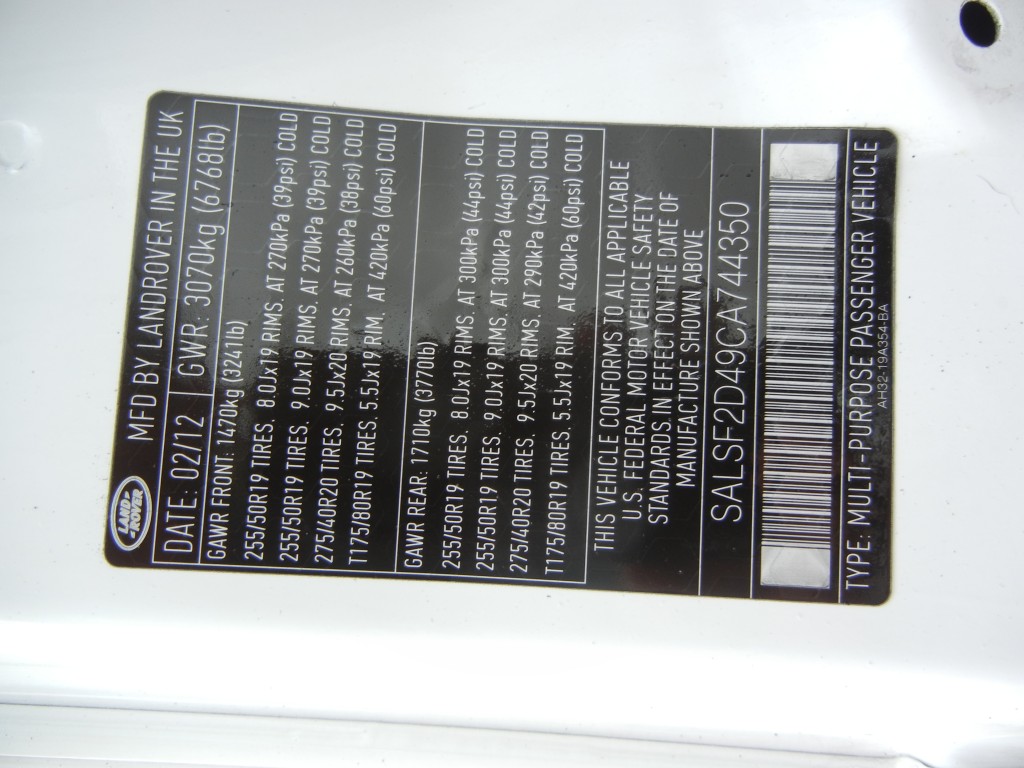 LAND
ROVER
MFD BY LANDROVER IN THE UK
DATE: 02/12 GWR: 3070kg (6768lb)
GAWR FRONT: 1470kg (3241lb)
255/50R19 TIRES. 8.0Jx19 RIMS. AT 270kPa (39psi) COLD
255/50R19 TIRES. 9.0Jx19 RIMS. AT 270kPa (39psi) COLD
275/40R20 TIRES. 9.5Jx20 RIMS. AT 260kPa (38psi) COLD
T175/80R19 TIRES. 5.5Jx19 RIM. AT 420kPa (60psi) COLD
GAWR REAR: 1710kg (3770lb)
255/50R19 TIRES. 8.0Jx19 RIMS. AT 300kPa (44psi) COLD
255/50R19 TIRES. 9.0Jx19 RIMS. AT 300kPa (44psi) COLD
275/40R20 TIRES. 9.5Jx20 RIMS. AT 290kPa (42psi) COLD
T175/80R19 TIRES. 5.5Jx19 RIM. AT 420kPa (60psi) COLD
THIS VEHICLE CONFORMS TO ALL APPLICABLE
U.S. FEDERAL MOTOR VEHICLE SAFETY
STANDARDS IN EFFECT ON THE DATE OF
MANUFACTURE SHOWN ABOVE
SALSF2D49CA744350
TYPE: MULTI-PURPOSE PASSENGER VEHICLE
AH32-19A354-BA